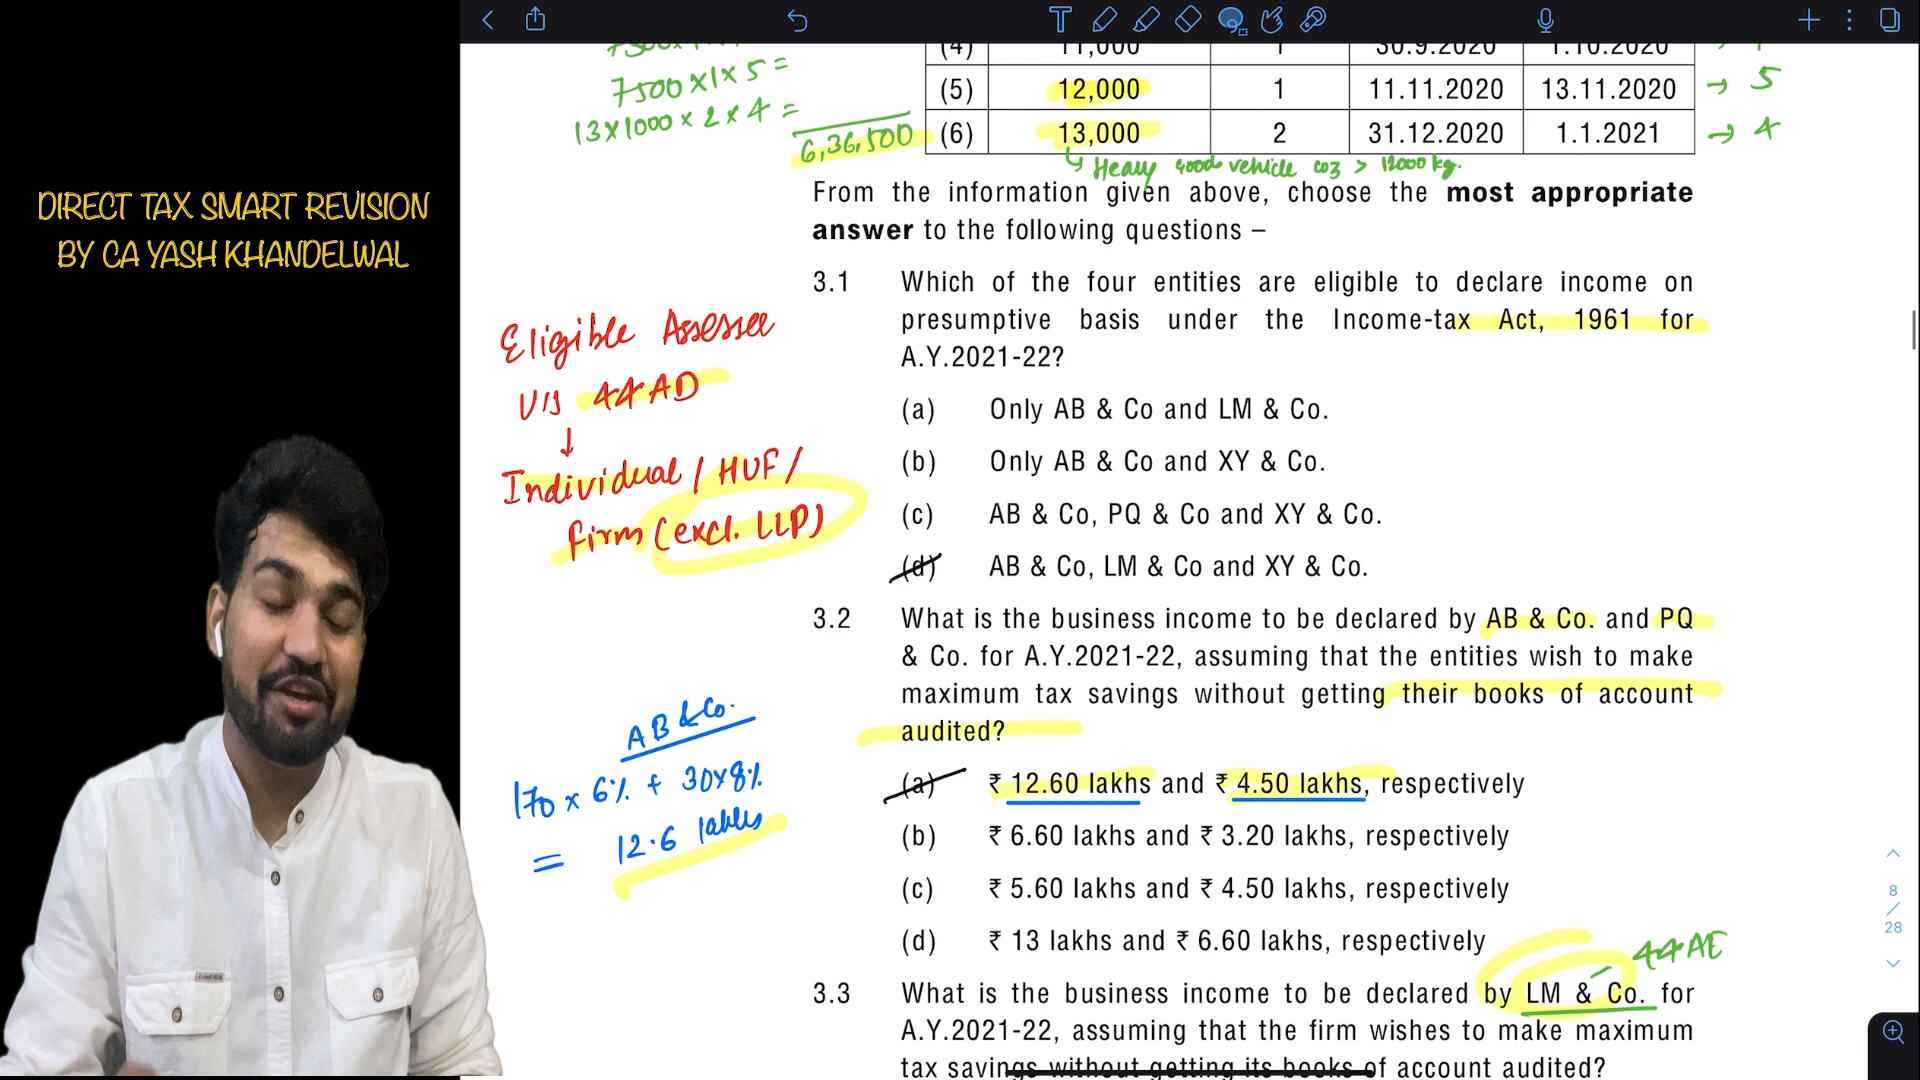 DIRECT TAX SMART REVISION
BY CA YASH KHANDELWAL
(4) 11,000 1 30.9.2020 1.10.2020
7500×1×5=
(5) 12,000 1 11.11.2020 13.11.2020 → 5
13×1000×2×4=
6,36,500
(6) 13,000 2 31.12.2020 1.1.2021 → 4
↳ Heavy goods vehicle coz > 12000 kg.
From the information given above, choose the most appropriate
answer to the following questions –
3.1 Which of the four entities are eligible to declare income on
presumptive basis under the Income-tax Act, 1961 for
A.Y.2021-22?
(a) Only AB & Co and LM & Co.
(b) Only AB & Co and XY & Co.
(c) AB & Co, PQ & Co and XY & Co.
(d) AB & Co, LM & Co and XY & Co.
Eligible Assessee
U/s 44AD
↓
Individual / HUF /
firm (excl. LLP)
3.2 What is the business income to be declared by AB & Co. and PQ
& Co. for A.Y.2021-22, assuming that the entities wish to make
maximum tax savings without getting their books of account
audited?
(a) ₹ 12.60 lakhs and ₹ 4.50 lakhs, respectively
(b) ₹ 6.60 lakhs and ₹ 3.20 lakhs, respectively
(c) ₹ 5.60 lakhs and ₹ 4.50 lakhs, respectively
(d) ₹ 13 lakhs and ₹ 6.60 lakhs, respectively
AB & Co.
170 × 6% + 30×8%
= 12.6 lakhs
44AE
3.3 What is the business income to be declared by LM & Co. for
A.Y.2021-22, assuming that the firm wishes to make maximum
tax savings without getting its books of account audited?
8
/
28